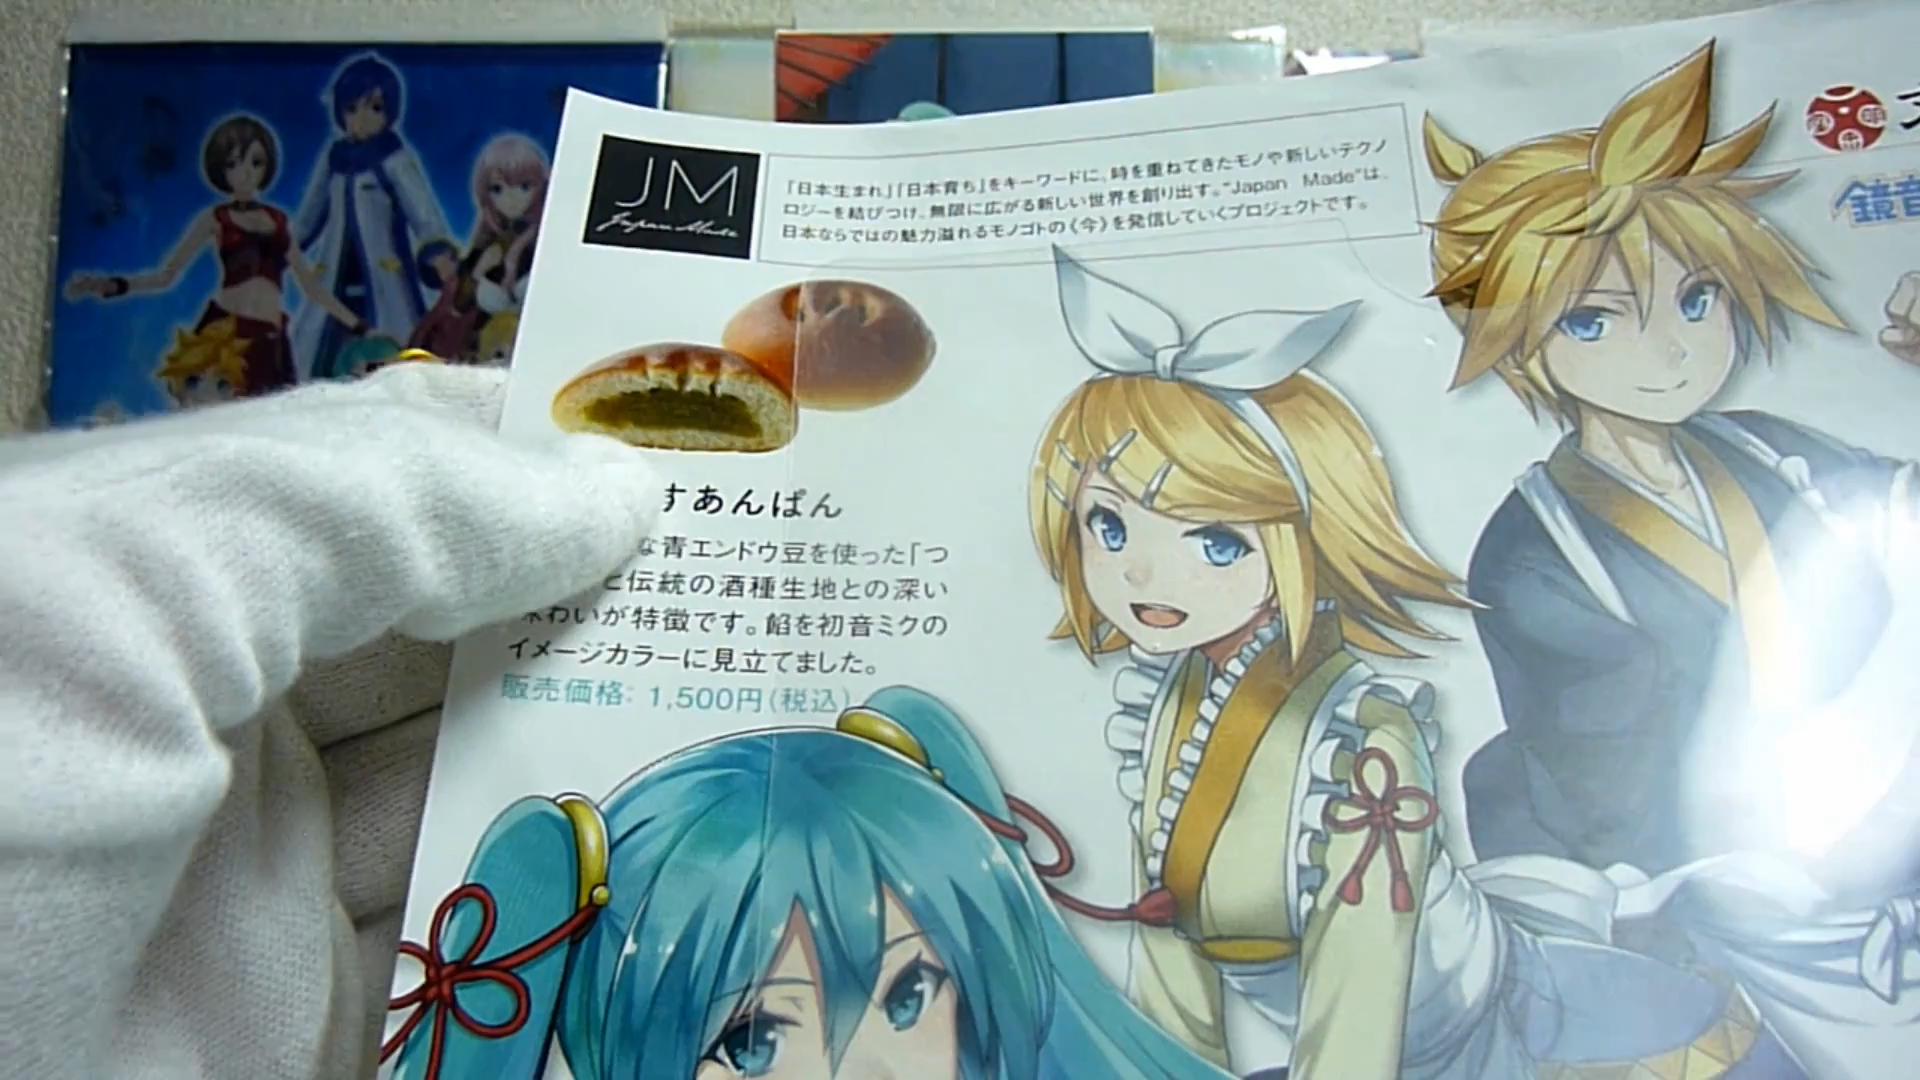 JM
Japan Made
「日本生まれ」「日本育ち」をキーワードに、時を重ねてきたモノや新しいテクノ
ロジーを結びつけ、無限に広がる新しい世界を創り出す。“Japan Made”は、
日本ならではの魅力溢れるモノゴトの《今》を発信していくプロジェクトです。
すあんぱん
な青エンドウ豆を使った「つ
と伝統の酒種生地との深い
味わいが特徴です。餡を初音ミクの
イメージカラーに見立てました。
販売価格: 1,500円(税込)
鏡音